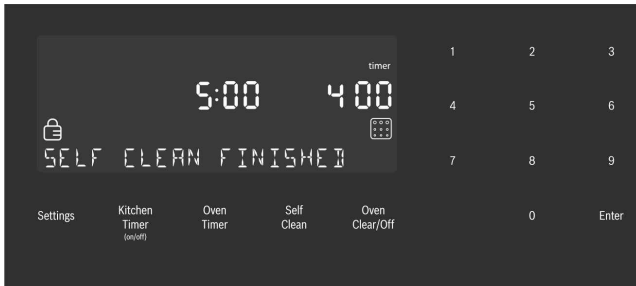 timer
5:00 4 00
SELF CLEAN FINISHED
Settings
Kitchen
Timer
(on/off)
Oven
Timer
Self
Clean
Oven
Clear/Off
1 2 3
4 5 6
7 8 9
0 Enter